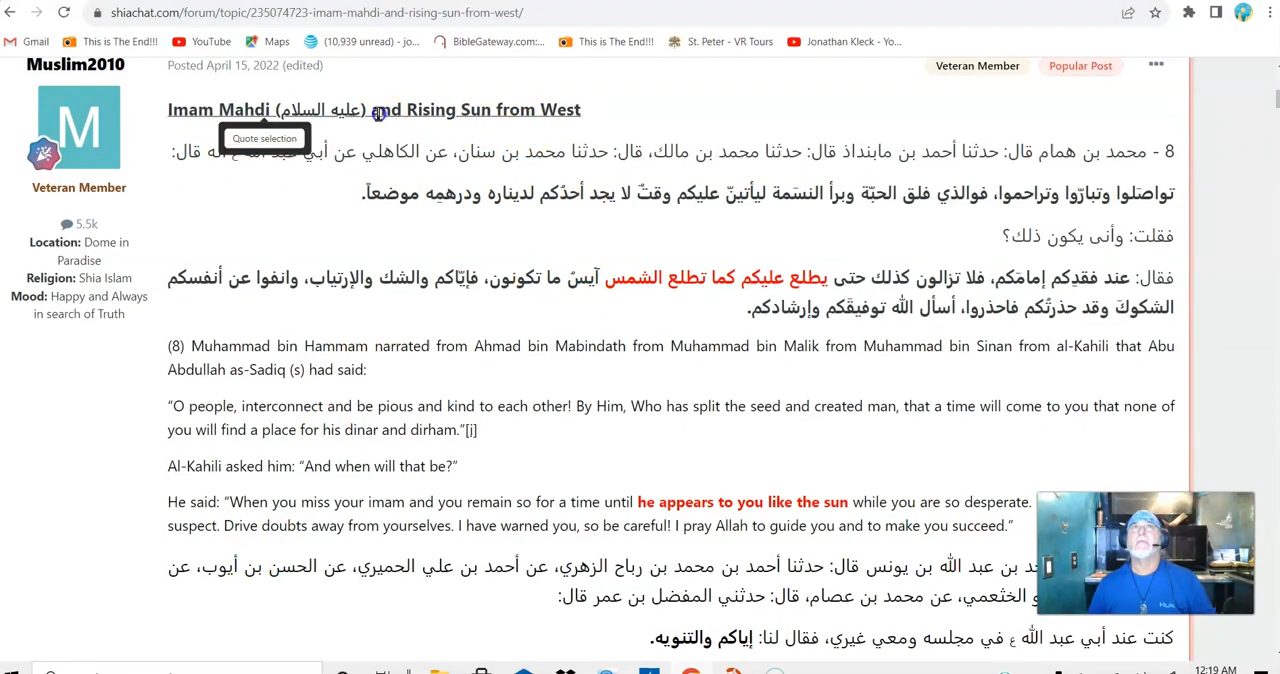 shiachat.com/forum/topic/235074723-imam-mahdi-and-rising-sun-from-west/
Gmail This is The End!!! YouTube Maps (10,939 unread) - jo... BibleGateway.com:... This is The End!!! St. Peter - VR Tours Jonathan Kleck - Yo...
Muslim2010
Posted April 15, 2022 (edited)
Veteran Member Popular Post
M
Veteran Member
5.5k
Location: Dome in
Paradise
Religion: Shia Islam
Mood: Happy and Always
in search of Truth
Imam Mahdi (عليه السلام) and Rising Sun from West
Quote selection
8 - محمد بن همام قال: حدثنا أحمد بن مابنداذ قال: حدثنا محمد بن مالك، قال: حدثنا محمد بن سنان، عن الكاهلي عن أبي عبد الله ع أنه قال:
تواصَلوا وتبارّوا وتراحموا، فوالذي فلق الحبّة وبرأ النسَمة ليأتينّ عليكم وقتٌ لا يجد أحدُكم لديناره ودرهمِه موضعاً.
فقلت: وأنى يكون ذلك؟
فقال: عند فقدِكم إمامَكم، فلا تزالون كذلك حتى يطلع عليكم كما تطلع الشمس آيسُ ما تكونون، فإيّاكم والشك والإرتياب، وانفوا عن أنفسكم
الشكوكَ وقد حذرتُكم فاحذروا، أسأل الله توفيقَكم وإرشادكم.
(8) Muhammad bin Hammam narrated from Ahmad bin Mabindath from Muhammad bin Malik from Muhammad bin Sinan from al-Kahili that Abu
Abdullah as-Sadiq (s) had said:
“O people, interconnect and be pious and kind to each other! By Him, Who has split the seed and created man, that a time will come to you that none of
you will find a place for his dinar and dirham.”[i]
Al-Kahili asked him: “And when will that be?”
He said: “When you miss your imam and you remain so for a time until he appears to you like the sun while you are so desperate.
suspect. Drive doubts away from yourselves. I have warned you, so be careful! I pray Allah to guide you and to make you succeed.”
بن عبد الله بن يونس قال: حدثنا أحمد بن محمد بن رباح الزهري، عن أحمد بن علي الحميري، عن الحسن بن أيوب، عن
الخثعمي، عن محمد بن عصام، قال: حدثني المفضل بن عمر قال:
كنت عند أبي عبد الله ع في مجلسه ومعي غيري، فقال لنا: إياكم والتنويه.
12:19 AM